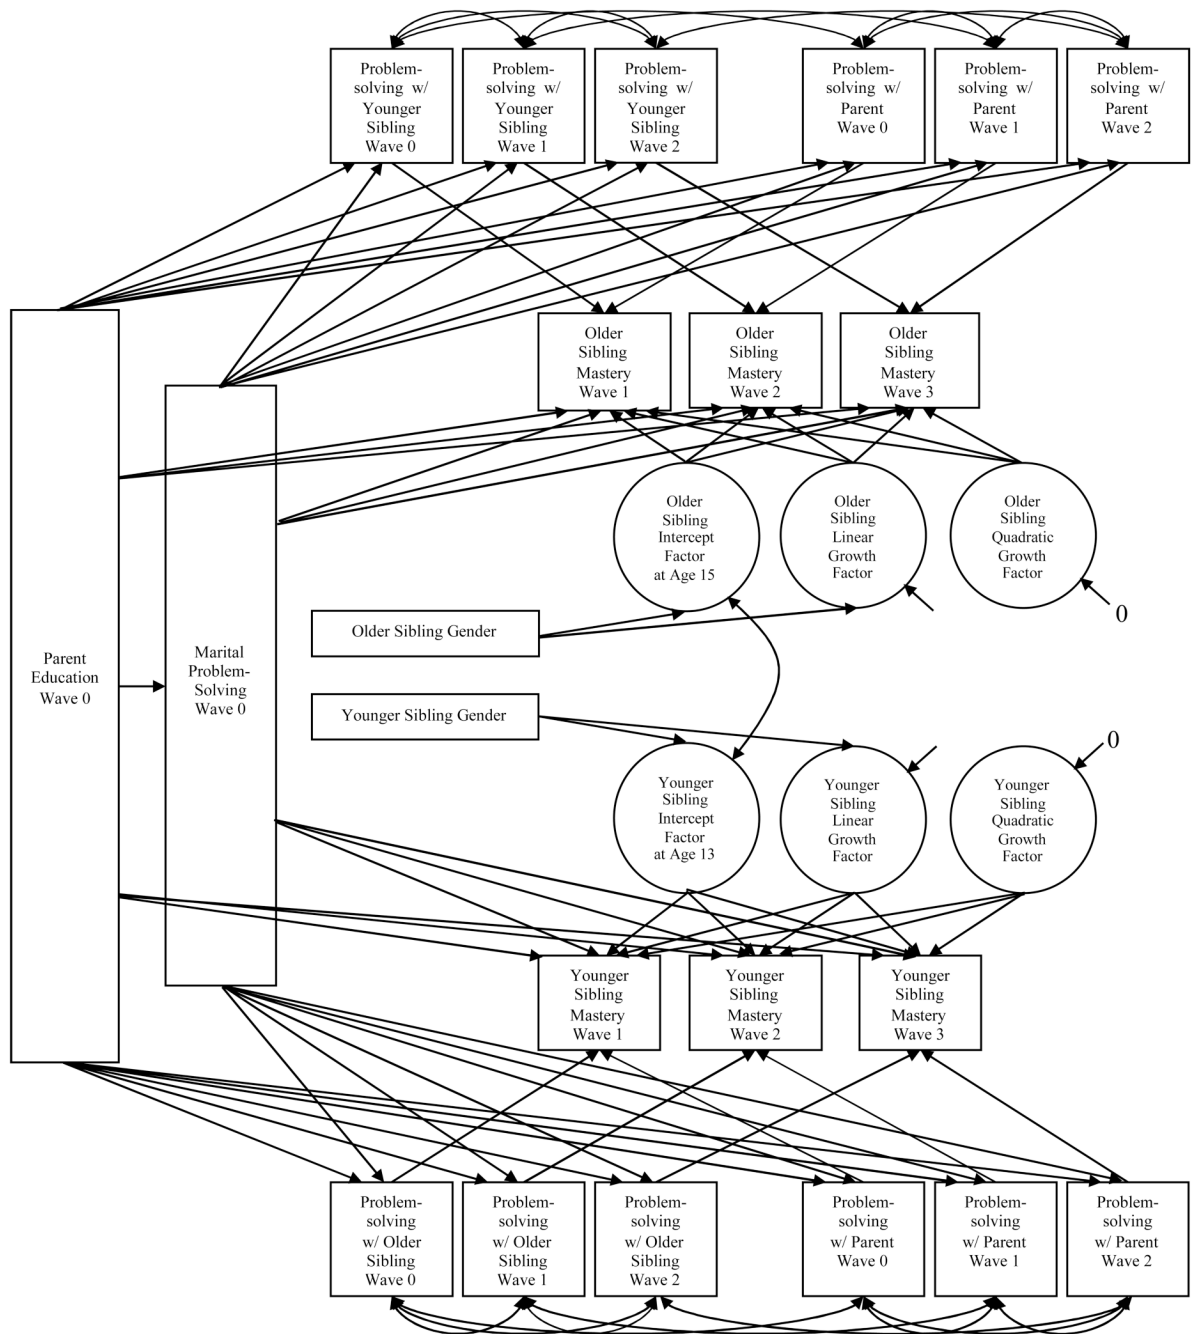 Problem-
solving w/
Younger
Sibling
Wave 0
Problem-
solving w/
Younger
Sibling
Wave 1
Problem-
solving w/
Younger
Sibling
Wave 2
Problem-
solving w/
Parent
Wave 0
Problem-
solving w/
Parent
Wave 1
Problem-
solving w/
Parent
Wave 2
Older
Sibling
Mastery
Wave 1
Older
Sibling
Mastery
Wave 2
Older
Sibling
Mastery
Wave 3
Older
Sibling
Intercept
Factor
at Age 15
Older
Sibling
Linear
Growth
Factor
Older
Sibling
Quadratic
Growth
Factor
0
Older Sibling Gender
Parent
Education
Wave 0
Marital
Problem-
Solving
Wave 0
Younger Sibling Gender
0
Younger
Sibling
Intercept
Factor
at Age 13
Younger
Sibling
Linear
Growth
Factor
Younger
Sibling
Quadratic
Growth
Factor
Younger
Sibling
Mastery
Wave 1
Younger
Sibling
Mastery
Wave 2
Younger
Sibling
Mastery
Wave 3
Problem-
solving
w/ Older
Sibling
Wave 0
Problem-
solving
w/ Older
Sibling
Wave 1
Problem-
solving
w/ Older
Sibling
Wave 2
Problem-
solving
w/ Parent
Wave 0
Problem-
solving
w/ Parent
Wave 1
Problem-
solving
w/ Parent
Wave 2